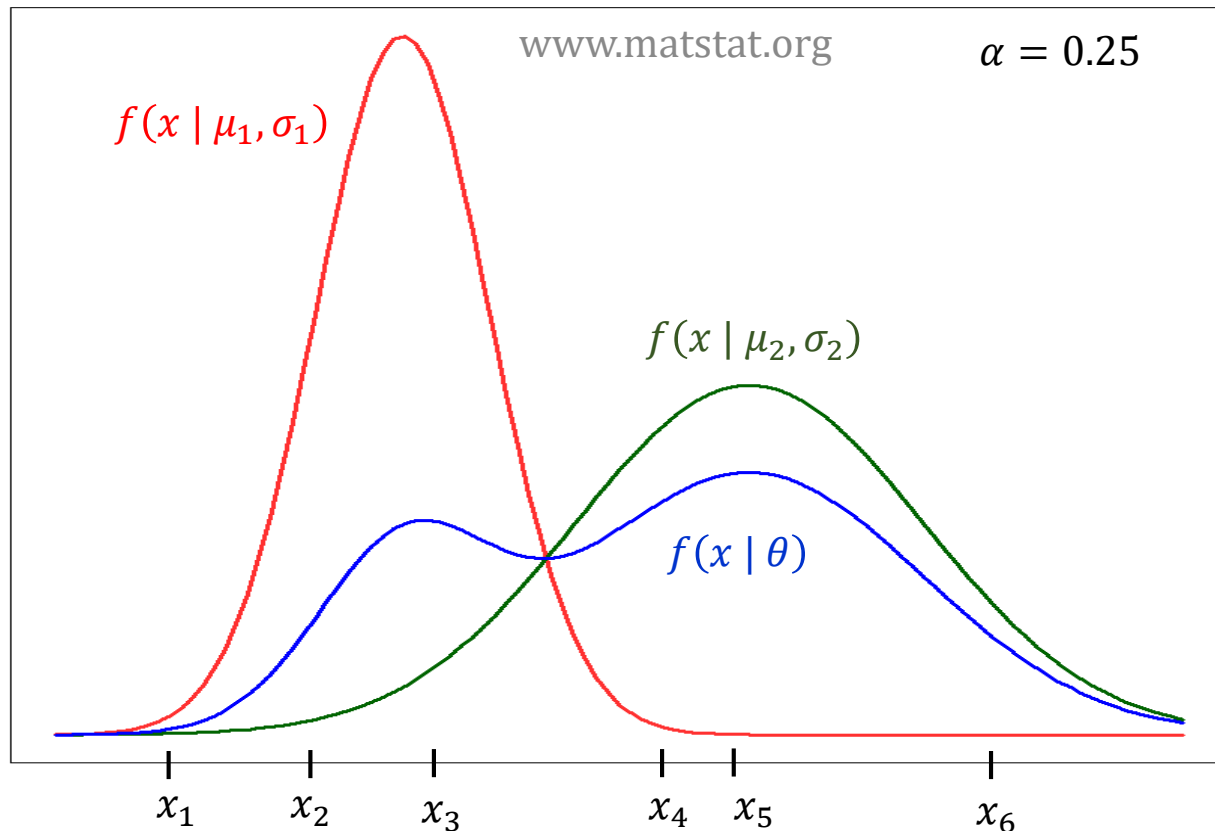 www.matstat.org
α = 0.25
f(x | μ₁, σ₁)
f(x | μ₂, σ₂)
f(x | θ)
x₁ x₂ x₃ x₄ x₅ x₆